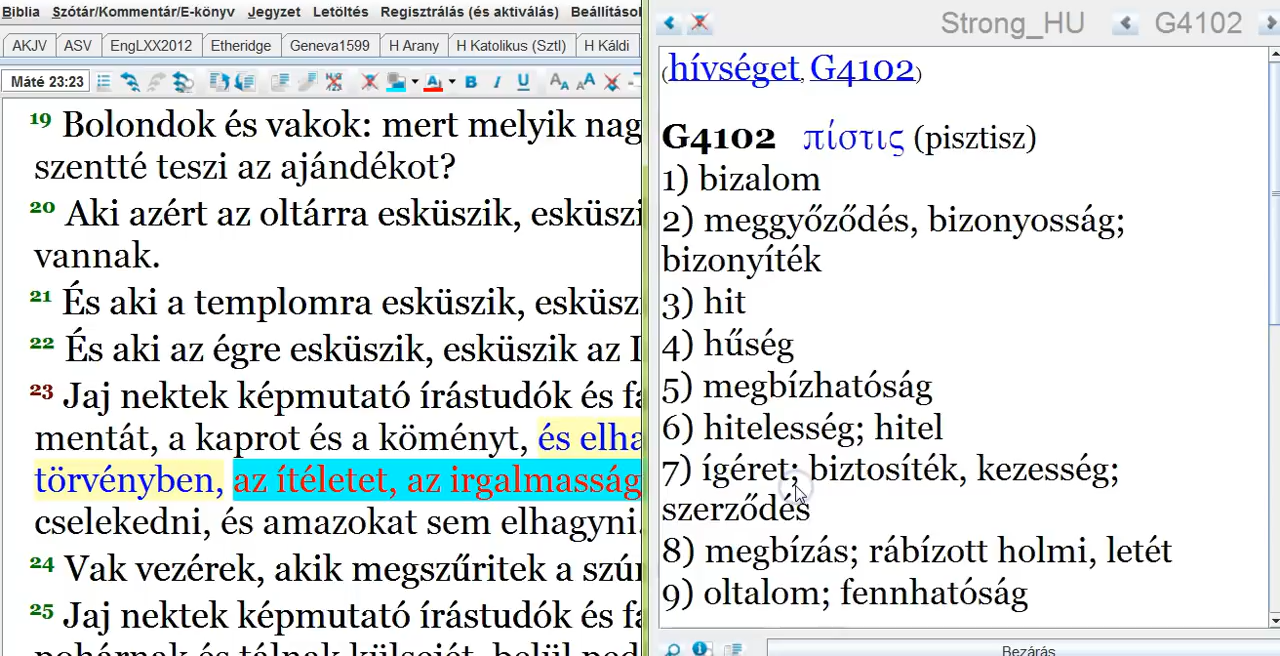 Biblia Szótár/Kommentár/E-könyv Jegyzet Letöltés Regisztrálás (és aktiválás) Beállítások
AKJV ASV EngLXX2012 Etheridge Geneva1599 H Arany H Katolikus (Sztl) H Káldi
Máté 23:23
19 Bolondok és vakok: mert melyik nag
szentté teszi az ajándékot?
20 Aki azért az oltárra esküszik, esküszi
vannak.
21 És aki a templomra esküszik, esküsz
22 És aki az égre esküszik, esküszik az
23 Jaj nektek képmutató írástudók és fa
mentát, a kaprot és a köményt, és elha
törvényben, az ítéletet, az irgalmasság
cselekedni, és amazokat sem elhagyni.
24 Vak vezérek, akik megszűritek a szún
25 Jaj nektek képmutató írástudók és fa
pohárnak és tálnak külsejét, belül ped
Strong_HU G4102
(hívséget, G4102)
G4102 πίστις (pisztisz)
1) bizalom
2) meggyőződés, bizonyosság;
bizonyíték
3) hit
4) hűség
5) megbízhatóság
6) hitelesség; hitel
7) ígéret; biztosíték, kezesség;
szerződés
8) megbízás; rábízott holmi, letét
9) oltalom; fennhatóság
Bezárás